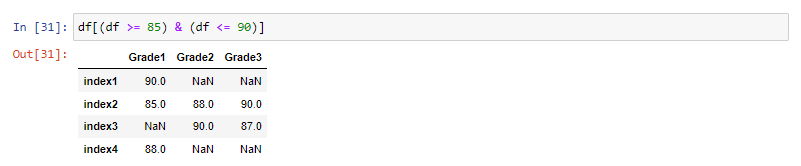 In [31]: df[(df >= 85) & (df <= 90)]
Out[31]:
Grade1 Grade2 Grade3
index1 90.0 NaN NaN
index2 85.0 88.0 90.0
index3 NaN 90.0 87.0
index4 88.0 NaN NaN